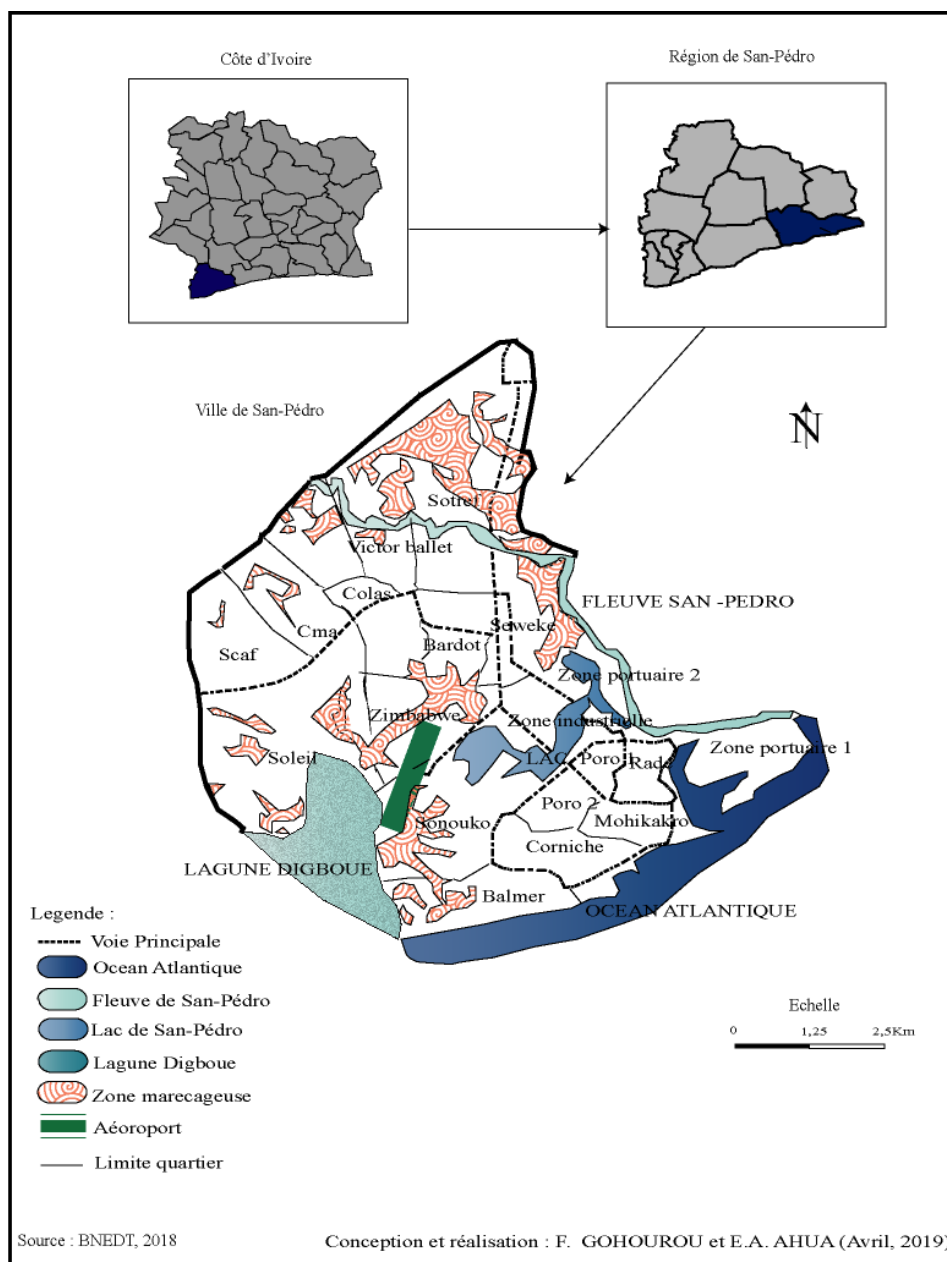 Côte d'Ivoire
Région de San-Pédro
Ville de San-Pédro
N
Sotref
Victor ballet
Colas
FLEUVE SAN -PEDRO
Seweke
Cma
Bardot
Scaf
Zone portuaire 2
Zimbabwe
Zone industrielle
Zone portuaire 1
Soleil
LAC
Poro 1
Rade
Poro 2
Sonouko
Mohikakro
Corniche
LAGUNE DIGBOUE
Balmer
OCEAN ATLANTIQUE
Legende :
Voie Principale
Ocean Atlantique
Fleuve de San-Pédro
Lac de San-Pédro
Lagune Digboue
Zone marecageuse
Aéoroport
Limite quartier
Echelle
0 1,25 2,5Km
Source : BNEDT, 2018
Conception et réalisation : F. GOHOUROU et E.A. AHUA (Avril, 2019)